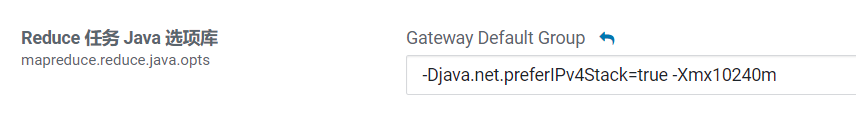 Reduce 任务 Java 选项库
mapreduce.reduce.java.opts
Gateway Default Group
-Djava.net.preferIPv4Stack=true -Xmx10240m